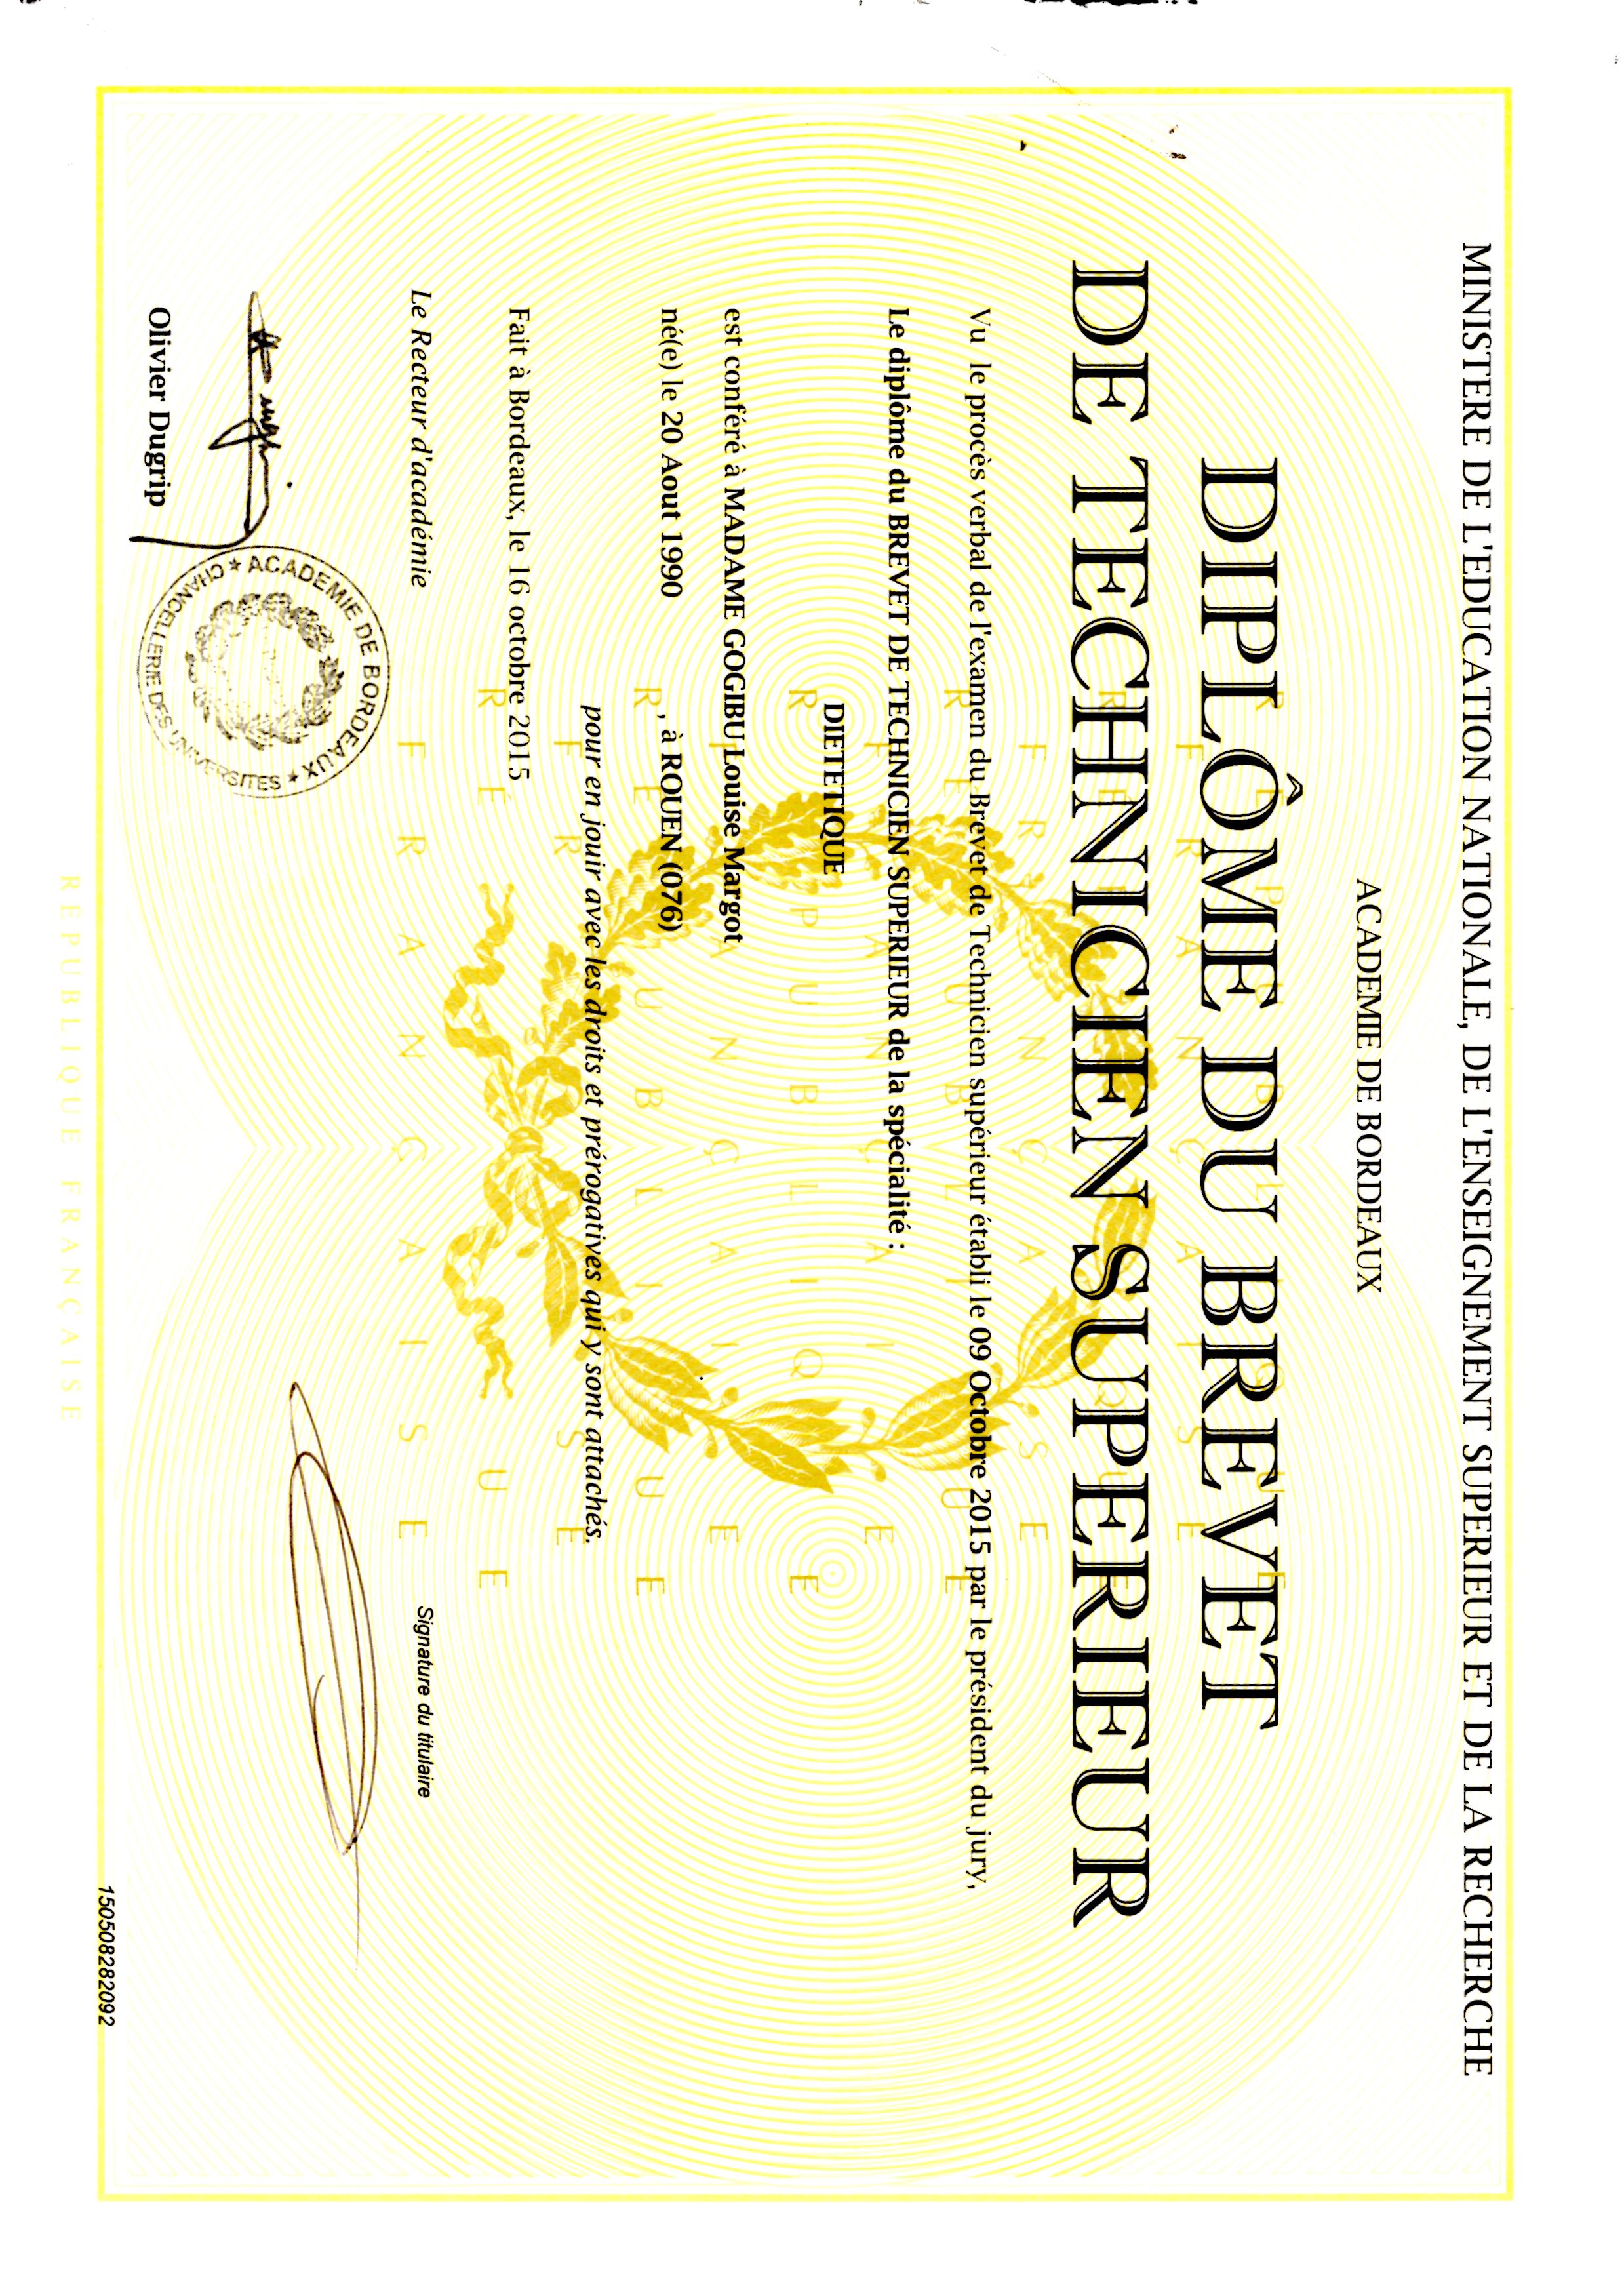 MINISTERE DE L'EDUCATION NATIONALE, DE L'ENSEIGNEMENT SUPERIEUR ET DE LA RECHERCHE
ACADEMIE DE BORDEAUX
DIPLÔME DU BREVET
DE TECHNICIEN SUPERIEUR
Vu le procès verbal de l'examen du Brevet de Technicien supérieur établi le 09 Octobre 2015 par le président du jury,
Le diplôme du BREVET DE TECHNICIEN SUPERIEUR de la spécialité :
DIETETIQUE
est conféré à MADAME GOGIBU Louise Margot
né(e) le 20 Aout 1990 , à ROUEN (076)
pour en jouir avec les droits et prérogatives qui y sont attachés.
Fait à Bordeaux, le 16 octobre 2015
Le Recteur d'académie
Signature du titulaire
Olivier Dugrip
ACADEMIE DE BORDEAUX ★ CHANCELLERIE DES UNIVERSITES ★
150508282092
REPUBLIQUE FRANÇAISE